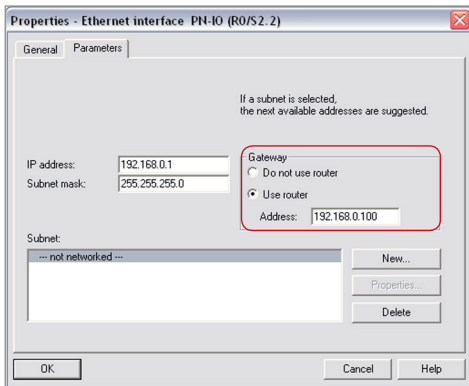 Properties - Ethernet interface PN-IO (R0/S2.2)
General
Parameters
If a subnet is selected,
the next available addresses are suggested.
IP address: 192.168.0.1
Subnet mask: 255.255.255.0
Gateway
Do not use router
Use router
Address: 192.168.0.100
Subnet:
--- not networked ---
New...
Properties...
Delete
OK
Cancel
Help